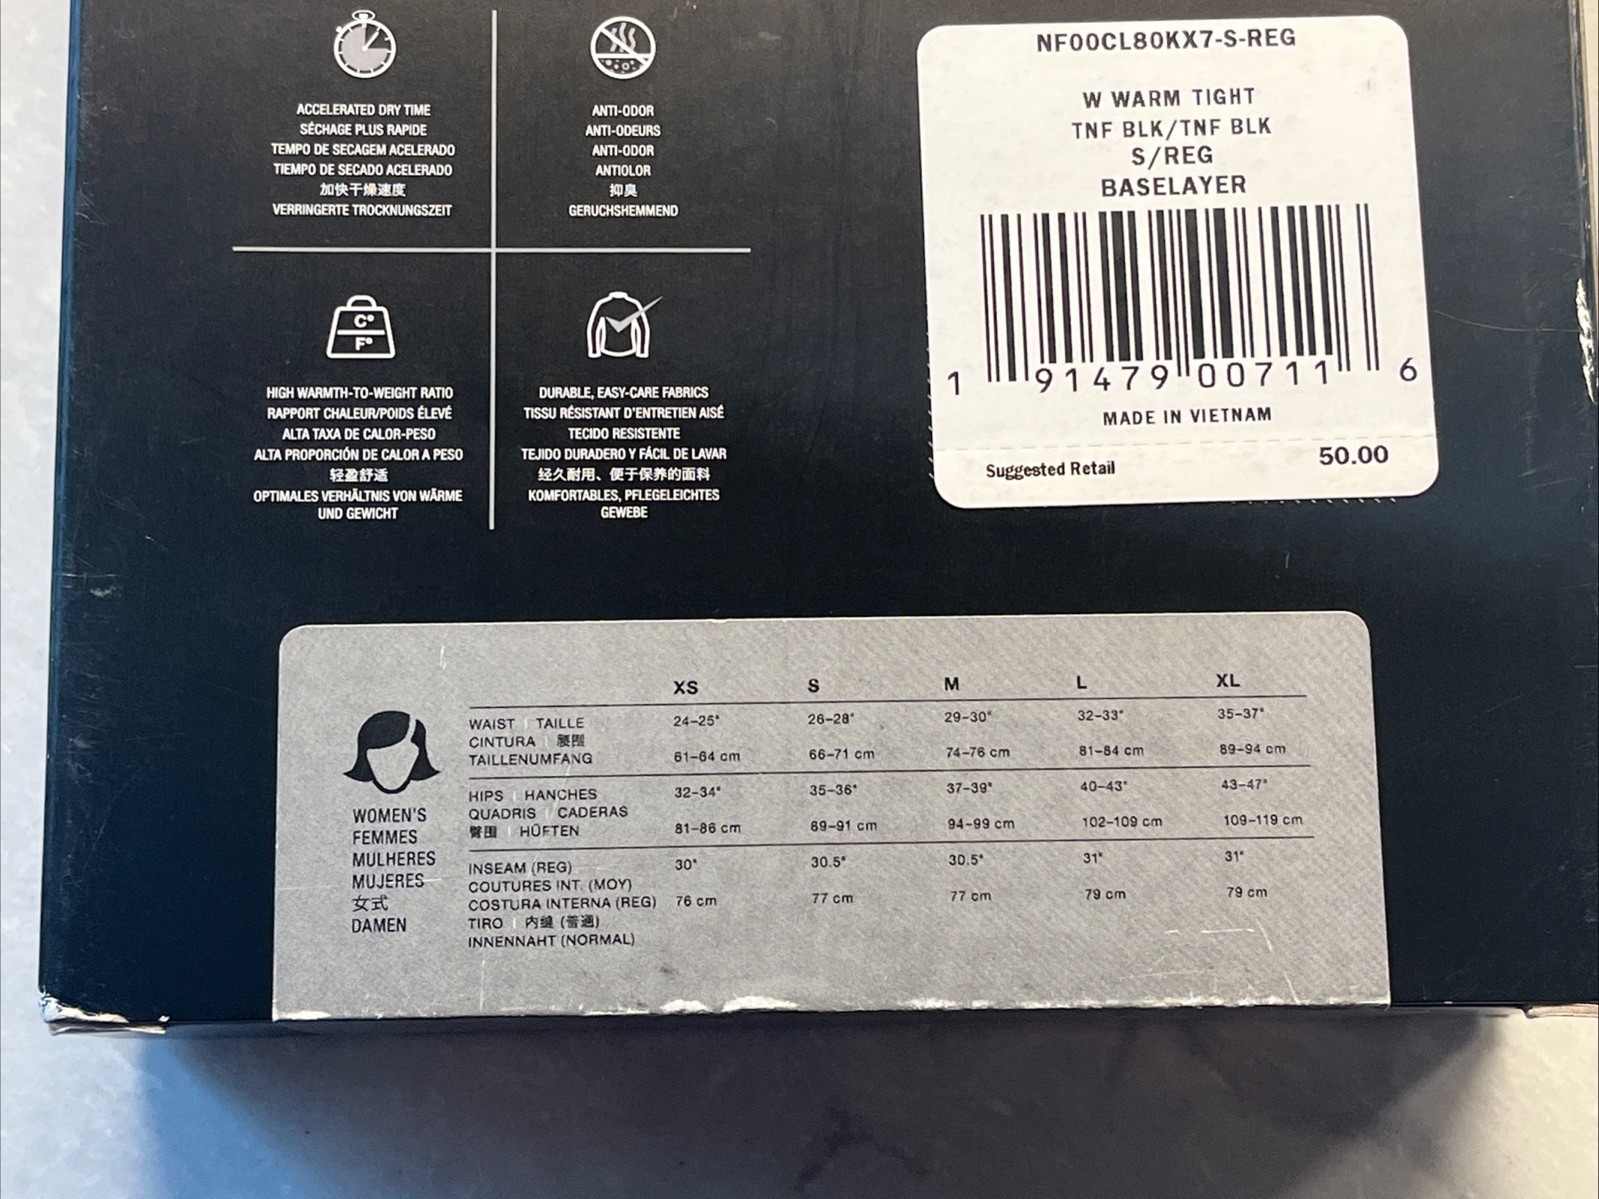 ACCELERATED DRY TIME
SÉCHAGE PLUS RAPIDE
TEMPO DE SECAGEM ACELERADO
TIEMPO DE SECADO ACELERADO
加快干燥速度
VERRINGERTE TROCKNUNGSZEIT
ANTI-ODOR
ANTI-ODEURS
ANTI-ODOR
ANTIOLOR
抑臭
GERUCHSHEMMEND
C°
F°
HIGH WARMTH-TO-WEIGHT RATIO
RAPPORT CHALEUR/POIDS ÉLEVÉ
ALTA TAXA DE CALOR-PESO
ALTA PROPORCIÓN DE CALOR A PESO
轻盈舒适
OPTIMALES VERHÄLTNIS VON WÄRME
UND GEWICHT
DURABLE, EASY-CARE FABRICS
TISSU RÉSISTANT D'ENTRETIEN AISÉ
TECIDO RESISTENTE
TEJIDO DURADERO Y FÁCIL DE LAVAR
经久耐用、便于保养的面料
KOMFORTABLES, PFLEGELEICHTES
GEWEBE
NF00CL80KX7-S-REG
W WARM TIGHT
TNF BLK/TNF BLK
S/REG
BASELAYER
1 91479 00711 6
MADE IN VIETNAM
Suggested Retail 50.00
WOMEN'S
FEMMES
MULHERES
MUJERES
女式
DAMEN
XS S M L XL
WAIST | TAILLE 24–25" 26–28" 29–30" 32–33" 35–37"
CINTURA | 腰围
TAILLENUMFANG 61–64 cm 66–71 cm 74–76 cm 81–84 cm 89–94 cm
HIPS | HANCHES 32–34" 35–36" 37–39" 40–43" 43–47"
QUADRIS | CADERAS
臀围 | HÜFTEN 81–86 cm 89–91 cm 94–99 cm 102–109 cm 109–119 cm
INSEAM (REG) 30" 30.5" 30.5" 31" 31"
COUTURES INT. (MOY)
COSTURA INTERNA (REG) 76 cm 77 cm 77 cm 79 cm 79 cm
TIRO | 内缝 (普通)
INNENNAHT (NORMAL)